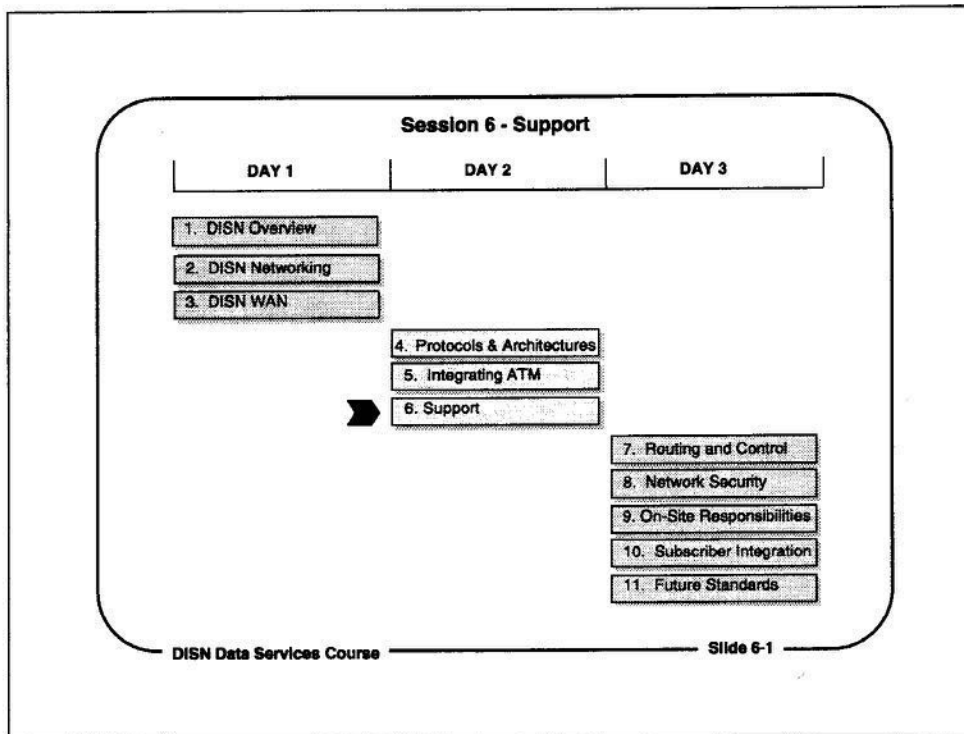 Session 6 - Support
DAY 1 DAY 2 DAY 3
1. DISN Overview
2. DISN Networking
3. DISN WAN
4. Protocols & Architectures
5. Integrating ATM
6. Support
7. Routing and Control
8. Network Security
9. On-Site Responsibilities
10. Subscriber Integration
11. Future Standards
DISN Data Services Course Slide 6-1